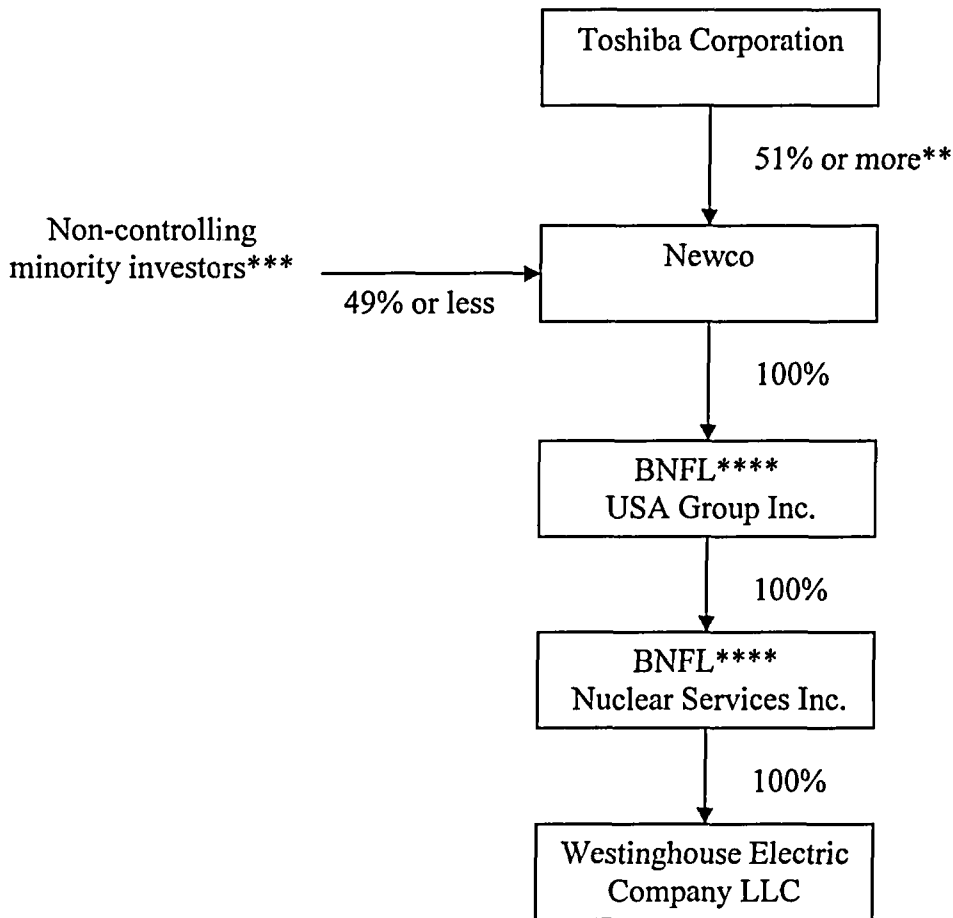 Toshiba Corporation
51% or more**
Non-controlling
minority investors***
49% or less
Newco
100%
BNFL****
USA Group Inc.
100%
BNFL****
Nuclear Services Inc.
100%
Westinghouse Electric
Company LLC